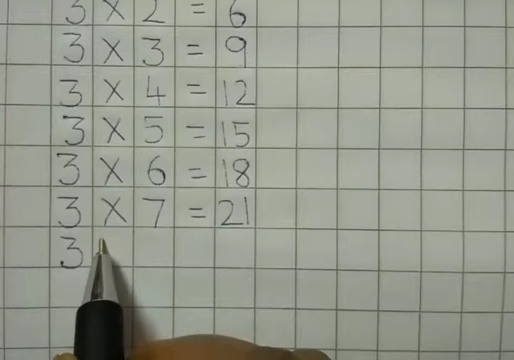 3 × 2 = 6
3 × 3 = 9
3 × 4 = 12
3 × 5 = 15
3 × 6 = 18
3 × 7 = 21
3